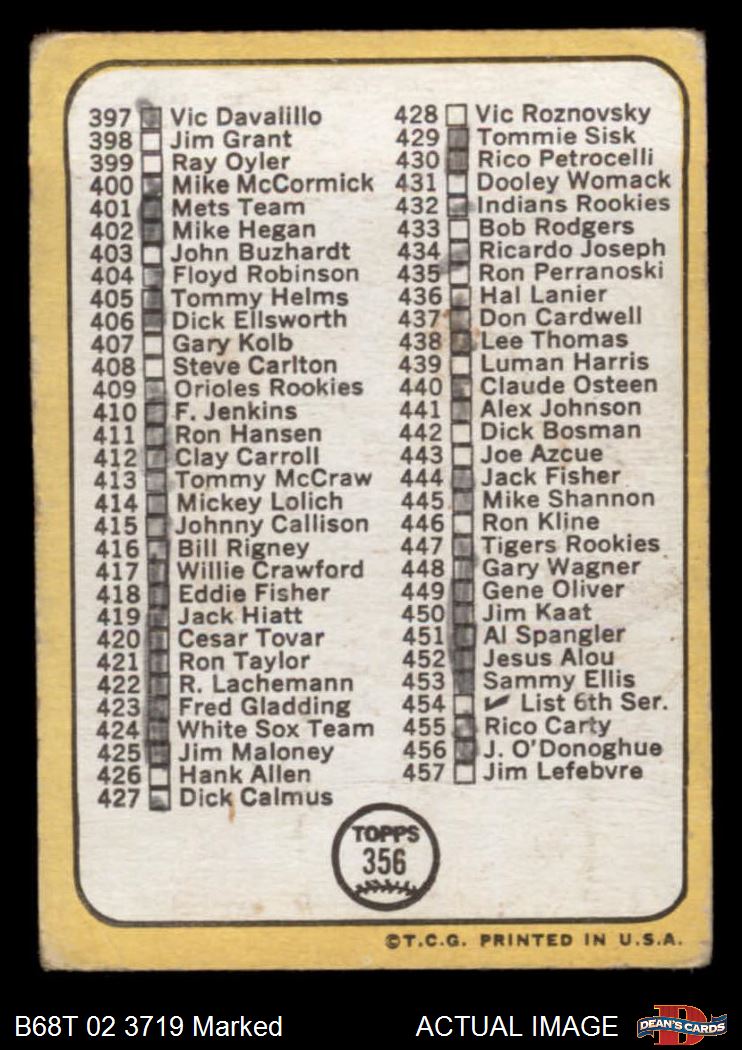 397 Vic Davalillo
398 Jim Grant
399 Ray Oyler
400 Mike McCormick
401 Mets Team
402 Mike Hegan
403 John Buzhardt
404 Floyd Robinson
405 Tommy Helms
406 Dick Ellsworth
407 Gary Kolb
408 Steve Carlton
409 Orioles Rookies
410 F. Jenkins
411 Ron Hansen
412 Clay Carroll
413 Tommy McCraw
414 Mickey Lolich
415 Johnny Callison
416 Bill Rigney
417 Willie Crawford
418 Eddie Fisher
419 Jack Hiatt
420 Cesar Tovar
421 Ron Taylor
422 R. Lachemann
423 Fred Gladding
424 White Sox Team
425 Jim Maloney
426 Hank Allen
427 Dick Calmus
428 Vic Roznovsky
429 Tommie Sisk
430 Rico Petrocelli
431 Dooley Womack
432 Indians Rookies
433 Bob Rodgers
434 Ricardo Joseph
435 Ron Perranoski
436 Hal Lanier
437 Don Cardwell
438 Lee Thomas
439 Luman Harris
440 Claude Osteen
441 Alex Johnson
442 Dick Bosman
443 Joe Azcue
444 Jack Fisher
445 Mike Shannon
446 Ron Kline
447 Tigers Rookies
448 Gary Wagner
449 Gene Oliver
450 Jim Kaat
451 Al Spangler
452 Jesus Alou
453 Sammy Ellis
454 ✔ List 6th Ser.
455 Rico Carty
456 J. O'Donoghue
457 Jim Lefebvre
TOPPS
356
©T.C.G. PRINTED IN U.S.A.
B68T 02 3719 Marked
ACTUAL IMAGE
D
DEAN'S CARDS